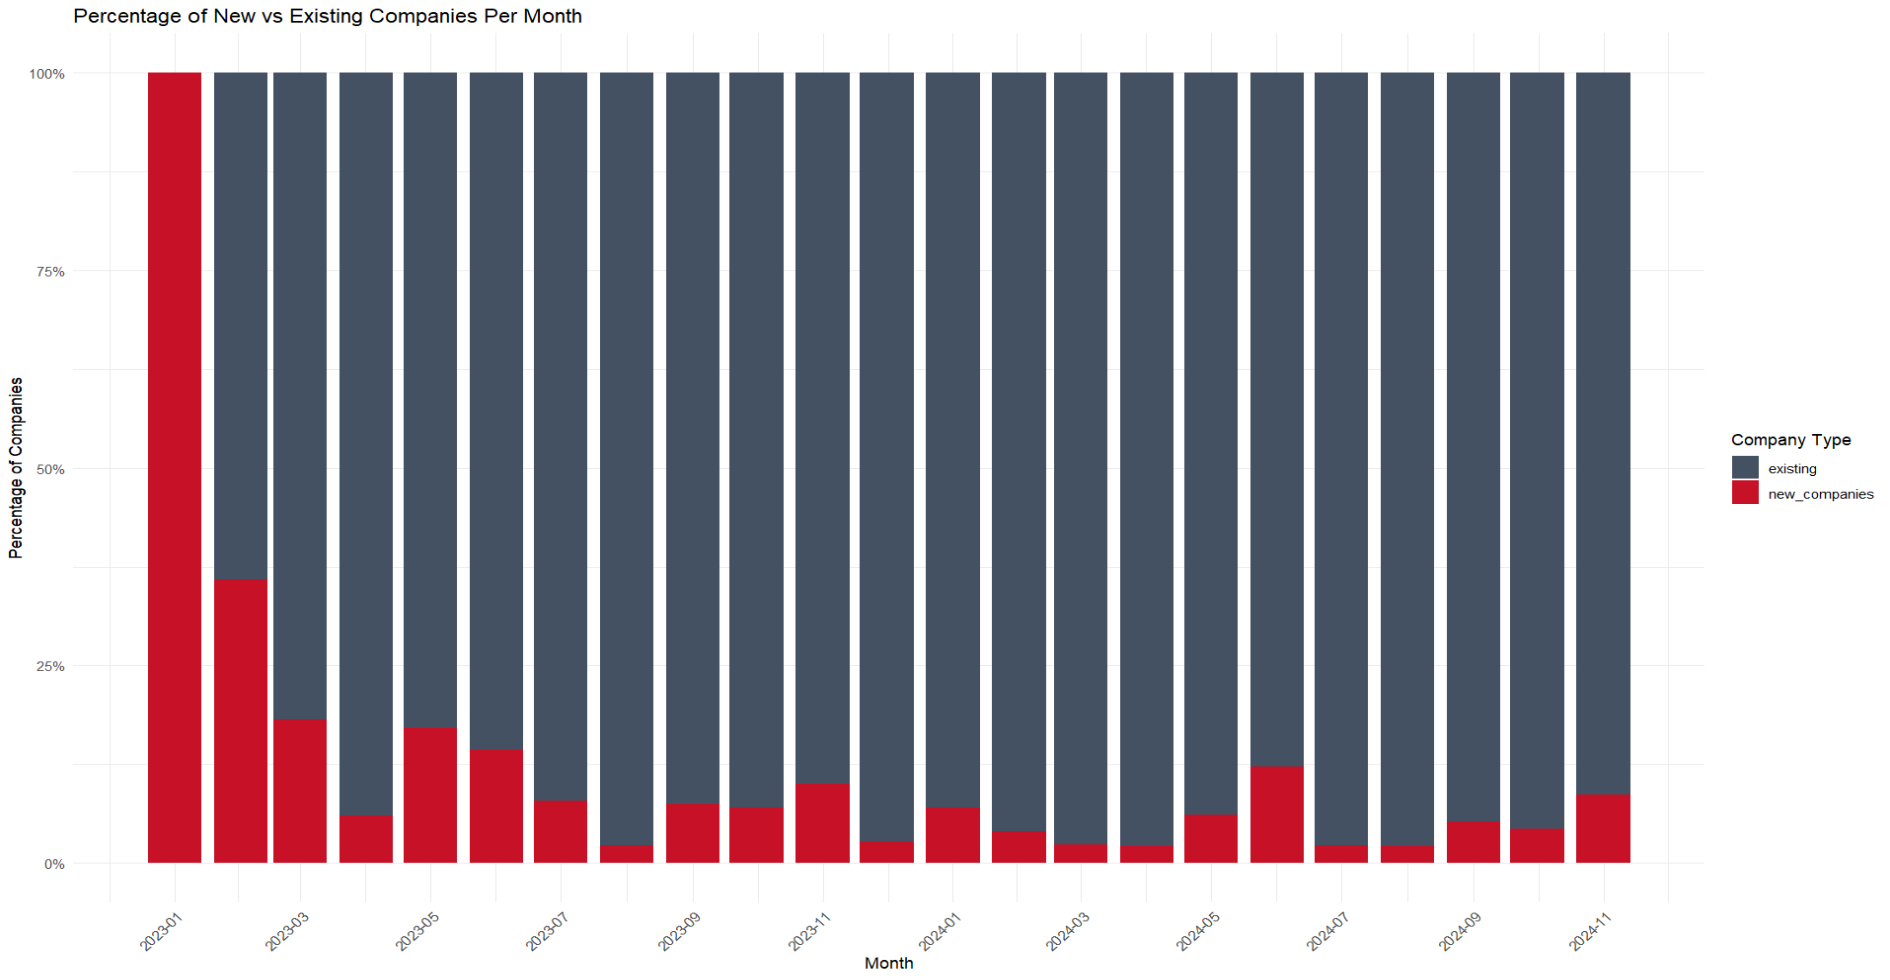 Percentage of New vs Existing Companies Per Month
Percentage of Companies
100%
75%
50%
25%
0%
2023-01
2023-03
2023-05
2023-07
2023-09
2023-11
2024-01
2024-03
2024-05
2024-07
2024-09
2024-11
Month
Company Type
existing
new_companies